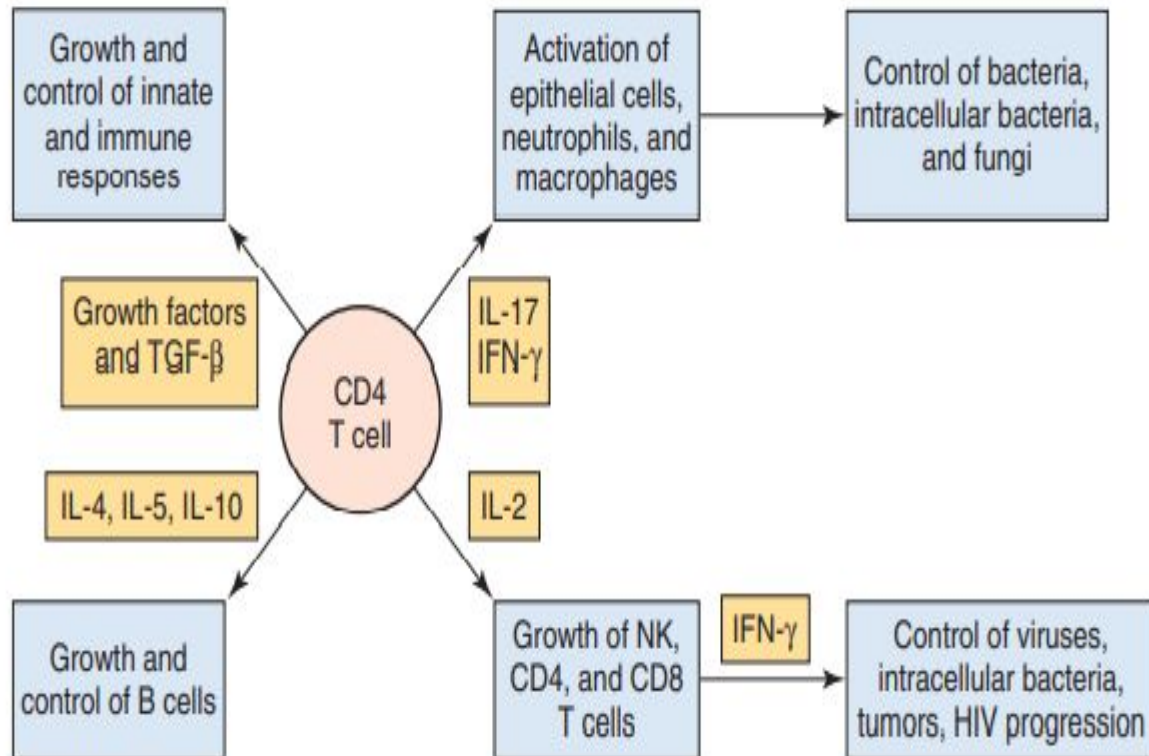 Growth and
control of innate
and immune
responses
Activation of
epithelial cells,
neutrophils, and
macrophages
Control of bacteria,
intracellular bacteria,
and fungi
Growth factors
and TGF-β
IL-17
IFN-γ
CD4
T cell
IL-4, IL-5, IL-10
IL-2
Growth and
control of B cells
Growth of NK,
CD4, and CD8
T cells
IFN-γ
Control of viruses,
intracellular bacteria,
tumors, HIV progression